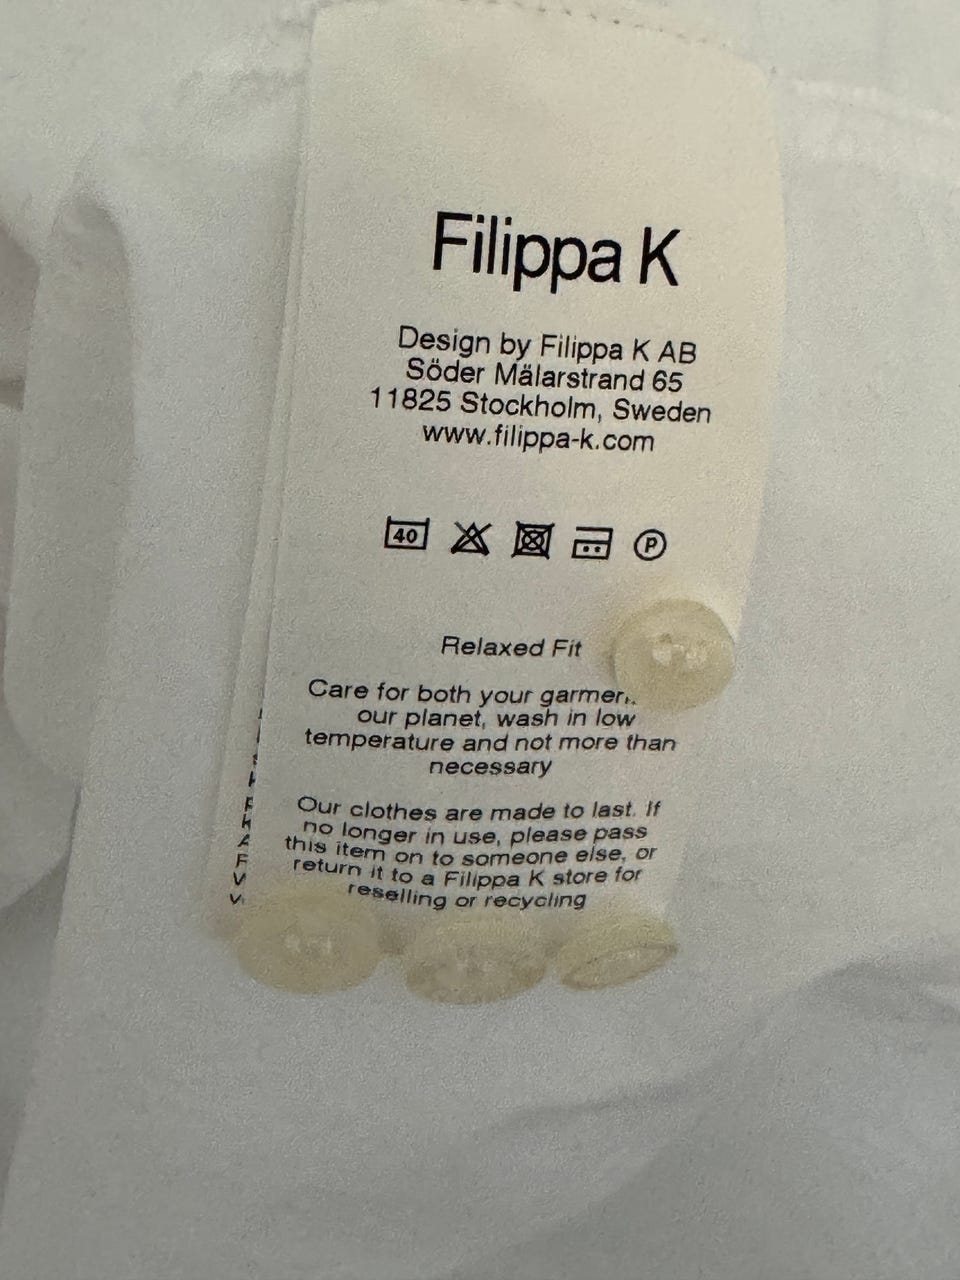 Filippa K
Design by Filippa K AB
Söder Mälarstrand 65
11825 Stockholm, Sweden
www.filippa-k.com
40 P
Relaxed Fit
Care for both your
our planet, wash in low
temperature and not more than
necessary
Our clothes are made to last. If
no longer in use, please pass
this item on to someone else, or
return it to a Filippa K store for
reselling or recycling